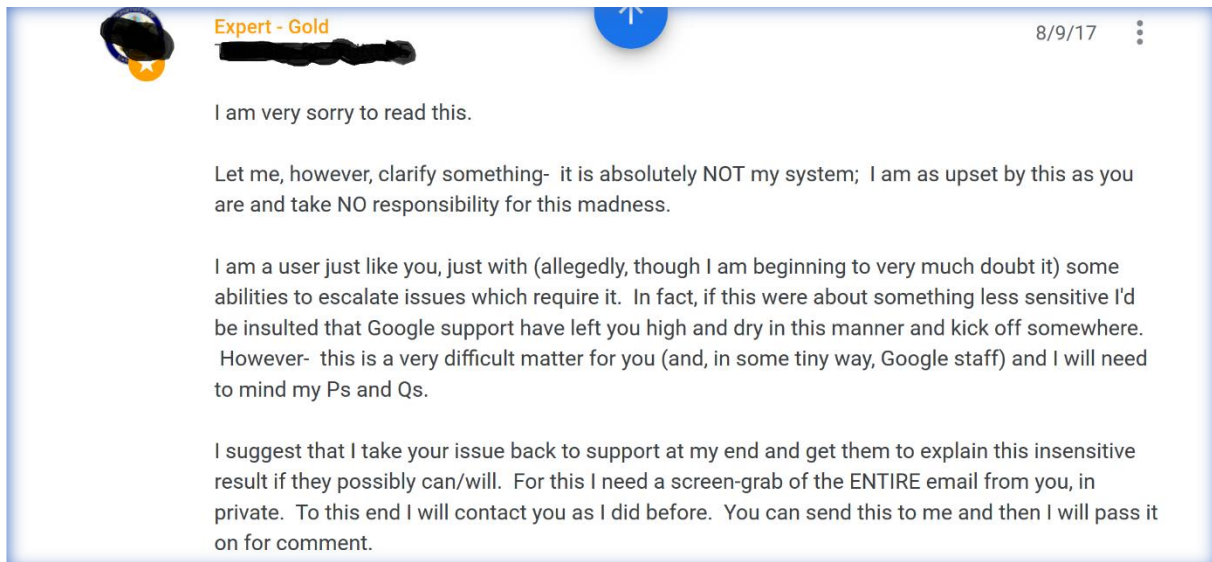 Expert - Gold
8/9/17
I am very sorry to read this.
Let me, however, clarify something-  it is absolutely NOT my system;  I am as upset by this as you
are and take NO responsibility for this madness.
I am a user just like you, just with (allegedly, though I am beginning to very much doubt it) some
abilities to escalate issues which require it.  In fact, if this were about something less sensitive I'd
be insulted that Google support have left you high and dry in this manner and kick off somewhere.
However-  this is a very difficult matter for you (and, in some tiny way, Google staff) and I will need
to mind my Ps and Qs.
I suggest that I take your issue back to support at my end and get them to explain this insensitive
result if they possibly can/will.  For this I need a screen-grab of the ENTIRE email from you, in
private.  To this end I will contact you as I did before.  You can send this to me and then I will pass it
on for comment.